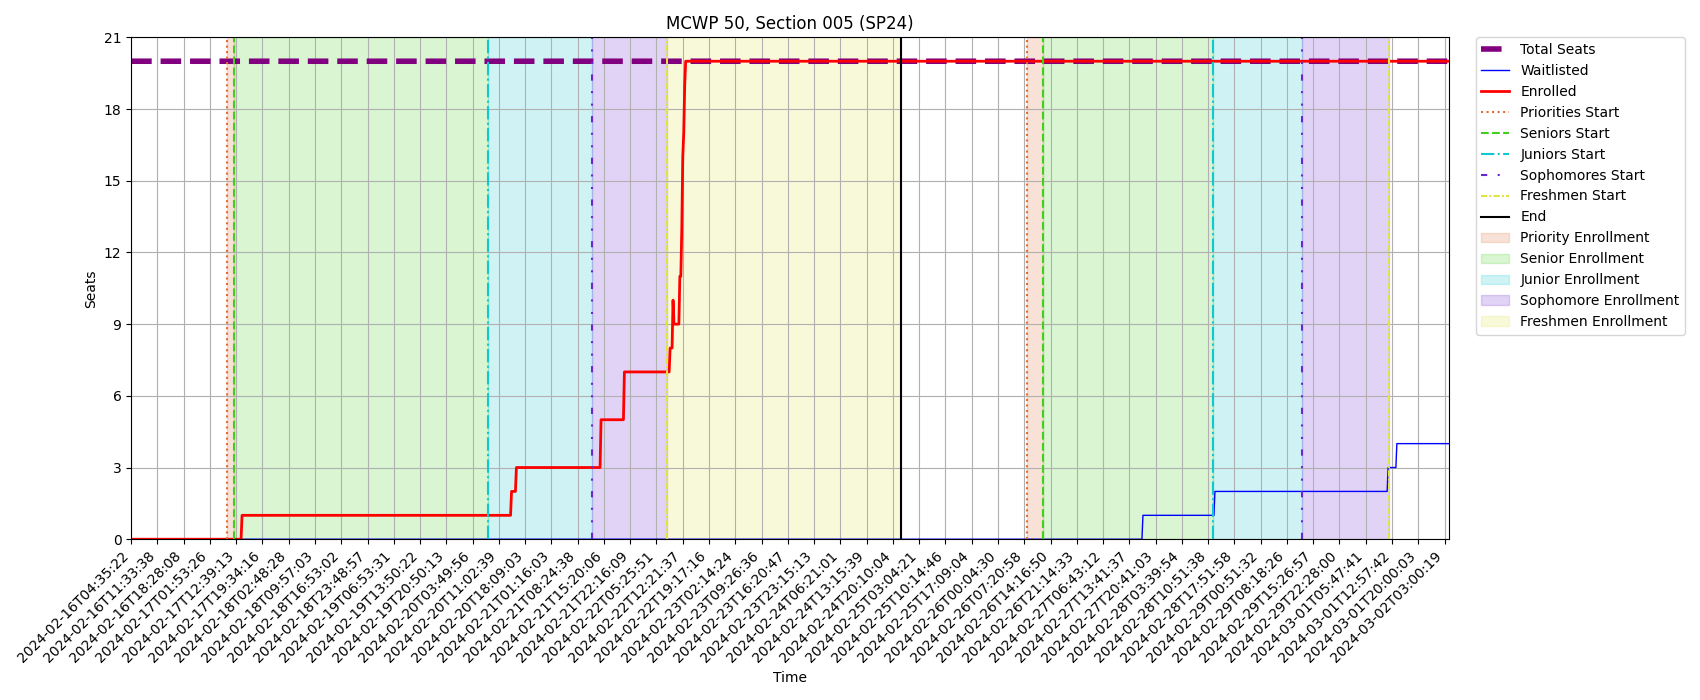 MCWP 50, Section 005 (SP24)
21
18
15
12
9
6
3
0
Seats
2024-02-16T04:35:22
2024-02-16T11:33:38
2024-02-16T18:28:08
2024-02-17T01:53:26
2024-02-17T12:39:13
2024-02-17T19:34:16
2024-02-18T02:48:28
2024-02-18T09:57:03
2024-02-18T16:53:02
2024-02-18T23:48:57
2024-02-19T06:53:31
2024-02-19T13:50:22
2024-02-19T20:50:13
2024-02-20T03:49:56
2024-02-20T11:02:39
2024-02-20T18:09:03
2024-02-21T01:16:03
2024-02-21T08:24:38
2024-02-21T15:20:06
2024-02-21T22:16:09
2024-02-22T05:25:51
2024-02-22T12:21:37
2024-02-22T19:17:16
2024-02-23T02:14:24
2024-02-23T09:26:36
2024-02-23T16:20:47
2024-02-23T23:15:13
2024-02-24T06:21:01
2024-02-24T13:15:39
2024-02-24T20:10:04
2024-02-25T03:04:21
2024-02-25T10:14:46
2024-02-25T17:09:04
2024-02-26T00:04:30
2024-02-26T07:20:58
2024-02-26T14:16:50
2024-02-26T21:14:33
2024-02-27T06:43:12
2024-02-27T13:41:37
2024-02-27T20:41:03
2024-02-28T03:39:54
2024-02-28T10:51:38
2024-02-28T17:51:58
2024-02-29T00:51:32
2024-02-29T08:18:26
2024-02-29T15:26:57
2024-02-29T22:28:00
2024-03-01T05:47:41
2024-03-01T12:57:42
2024-03-01T20:00:03
2024-03-02T03:00:19
Time
Total Seats
Waitlisted
Enrolled
Priorities Start
Seniors Start
Juniors Start
Sophomores Start
Freshmen Start
End
Priority Enrollment
Senior Enrollment
Junior Enrollment
Sophomore Enrollment
Freshmen Enrollment